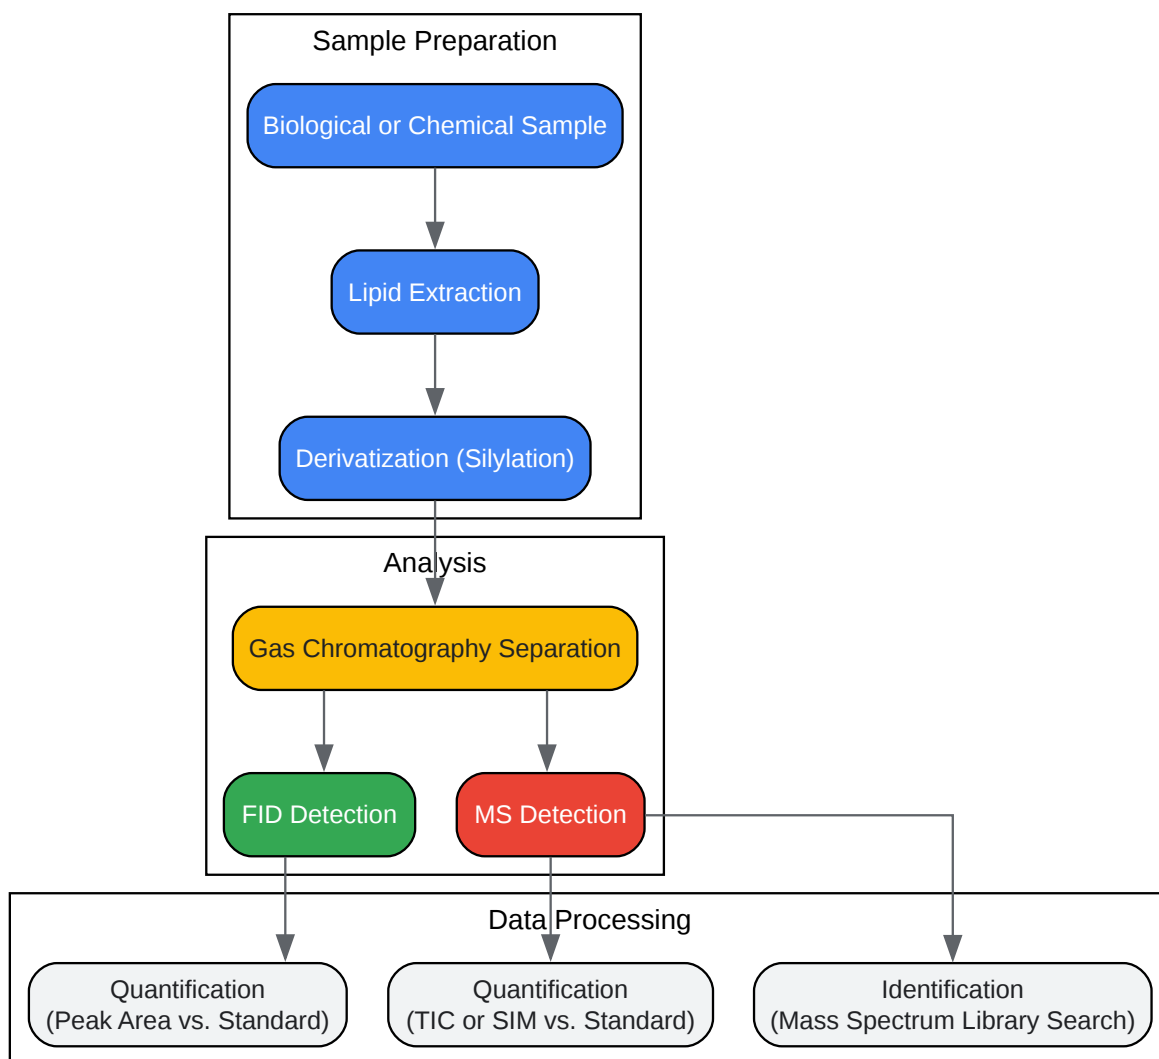 Sample Preparation
Biological or Chemical Sample
Lipid Extraction
Derivatization (Silylation)
Analysis
Gas Chromatography Separation
FID Detection
MS Detection
Data Processing
Quantification
(Peak Area vs. Standard)
Quantification
(TIC or SIM vs. Standard)
Identification
(Mass Spectrum Library Search)